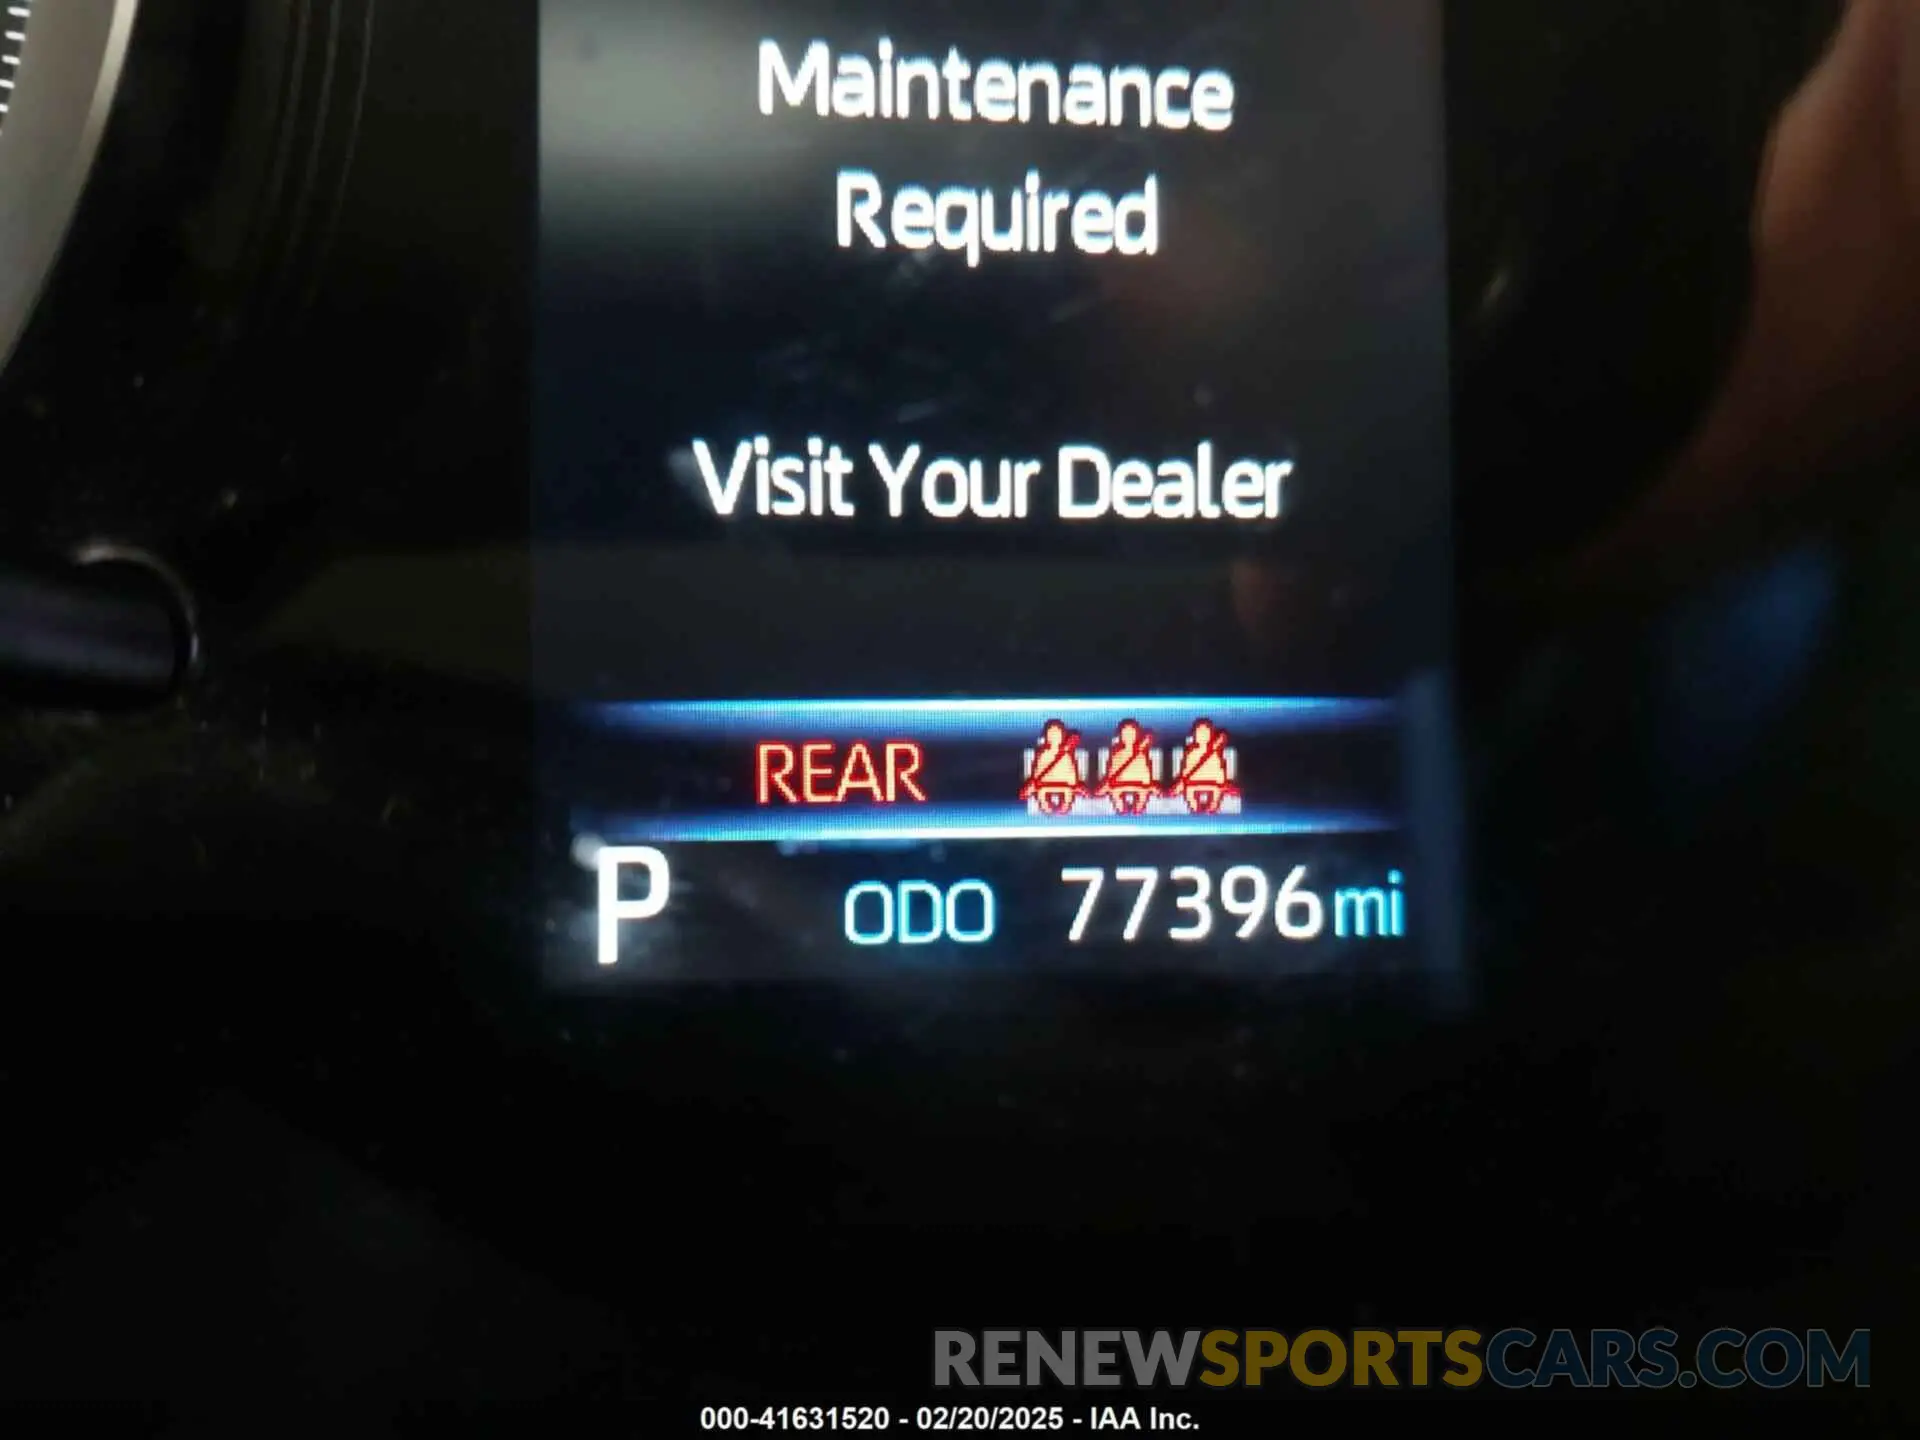 Maintenance
Required
Visit Your Dealer
REAR
P ODO 77396 mi
RENEWSPORTSCARS.COM
000-41631520 - 02/20/2025 - IAA Inc.